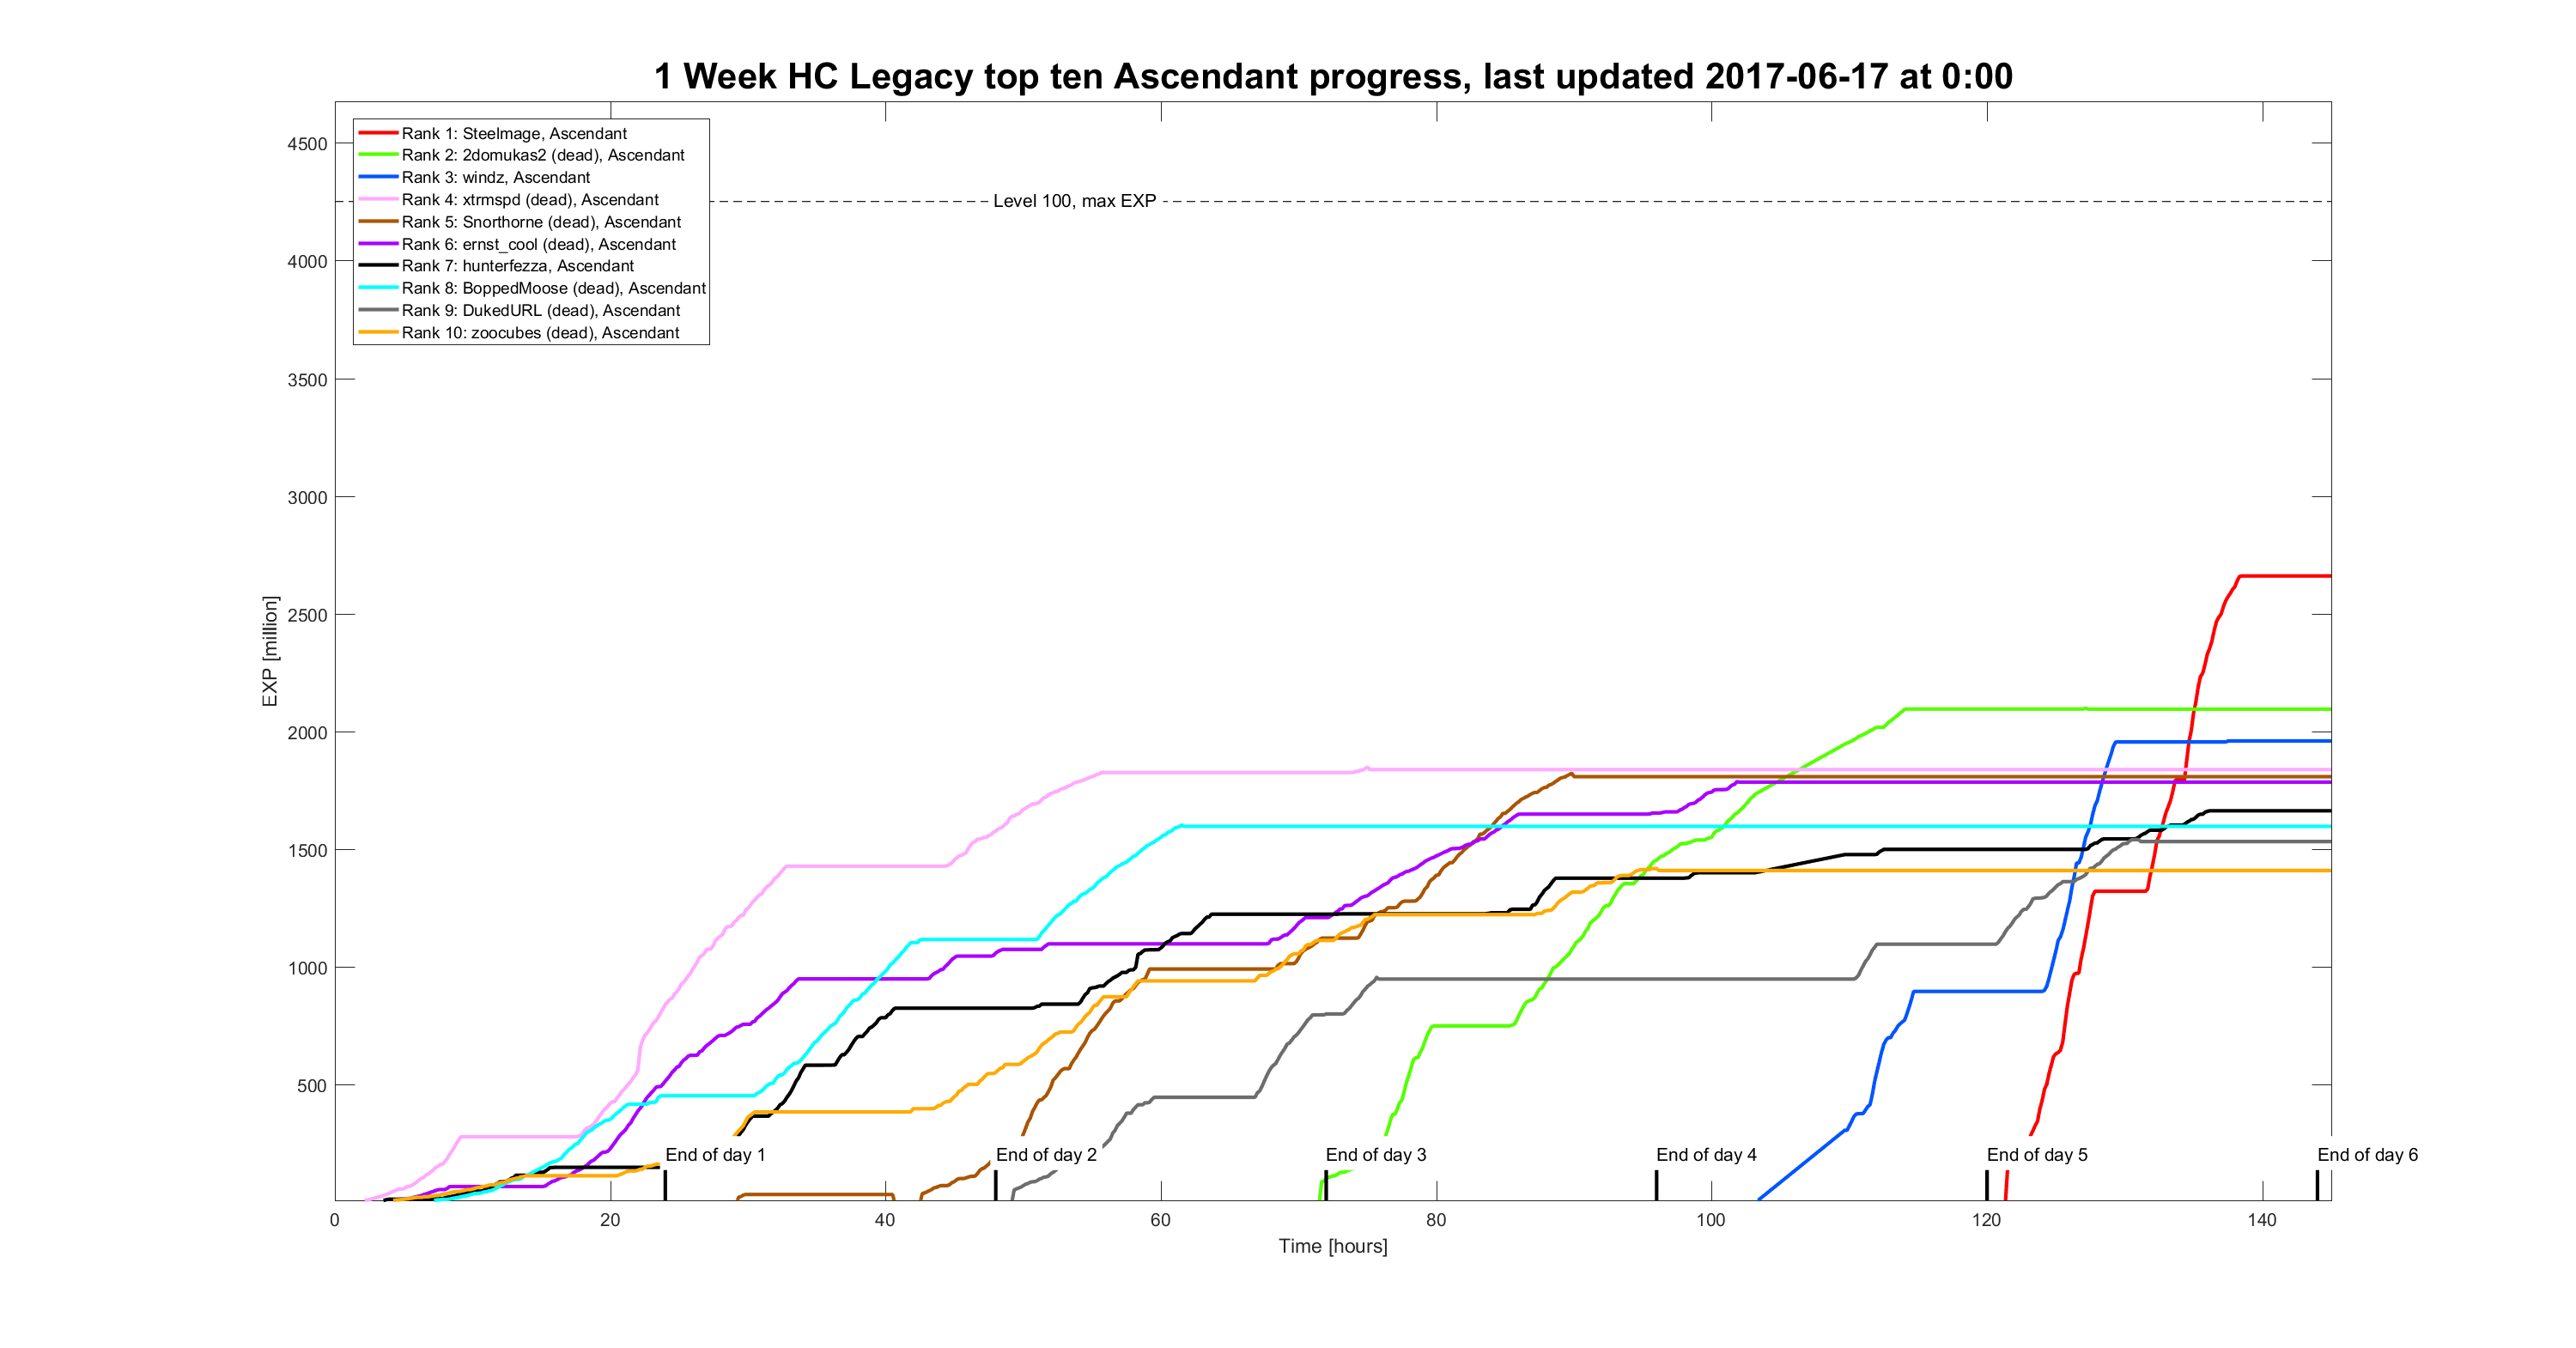 1 Week HC Legacy top ten Ascendant progress, last updated 2017-06-17 at 0:00
Rank 1: Steelmage, Ascendant
Rank 2: 2domukas2 (dead), Ascendant
Rank 3: windz, Ascendant
Rank 4: xtrmspd (dead), Ascendant
Rank 5: Snorthorne (dead), Ascendant
Rank 6: ernst_cool (dead), Ascendant
Rank 7: hunterfezza, Ascendant
Rank 8: BoppedMoose (dead), Ascendant
Rank 9: DukedURL (dead), Ascendant
Rank 10: zoocubes (dead), Ascendant
Level 100, max EXP
4500
4000
3500
3000
2500
2000
1500
1000
500
EXP [million]
End of day 1
End of day 2
End of day 3
End of day 4
End of day 5
End of day 6
0 20 40 60 80 100 120 140
Time [hours]